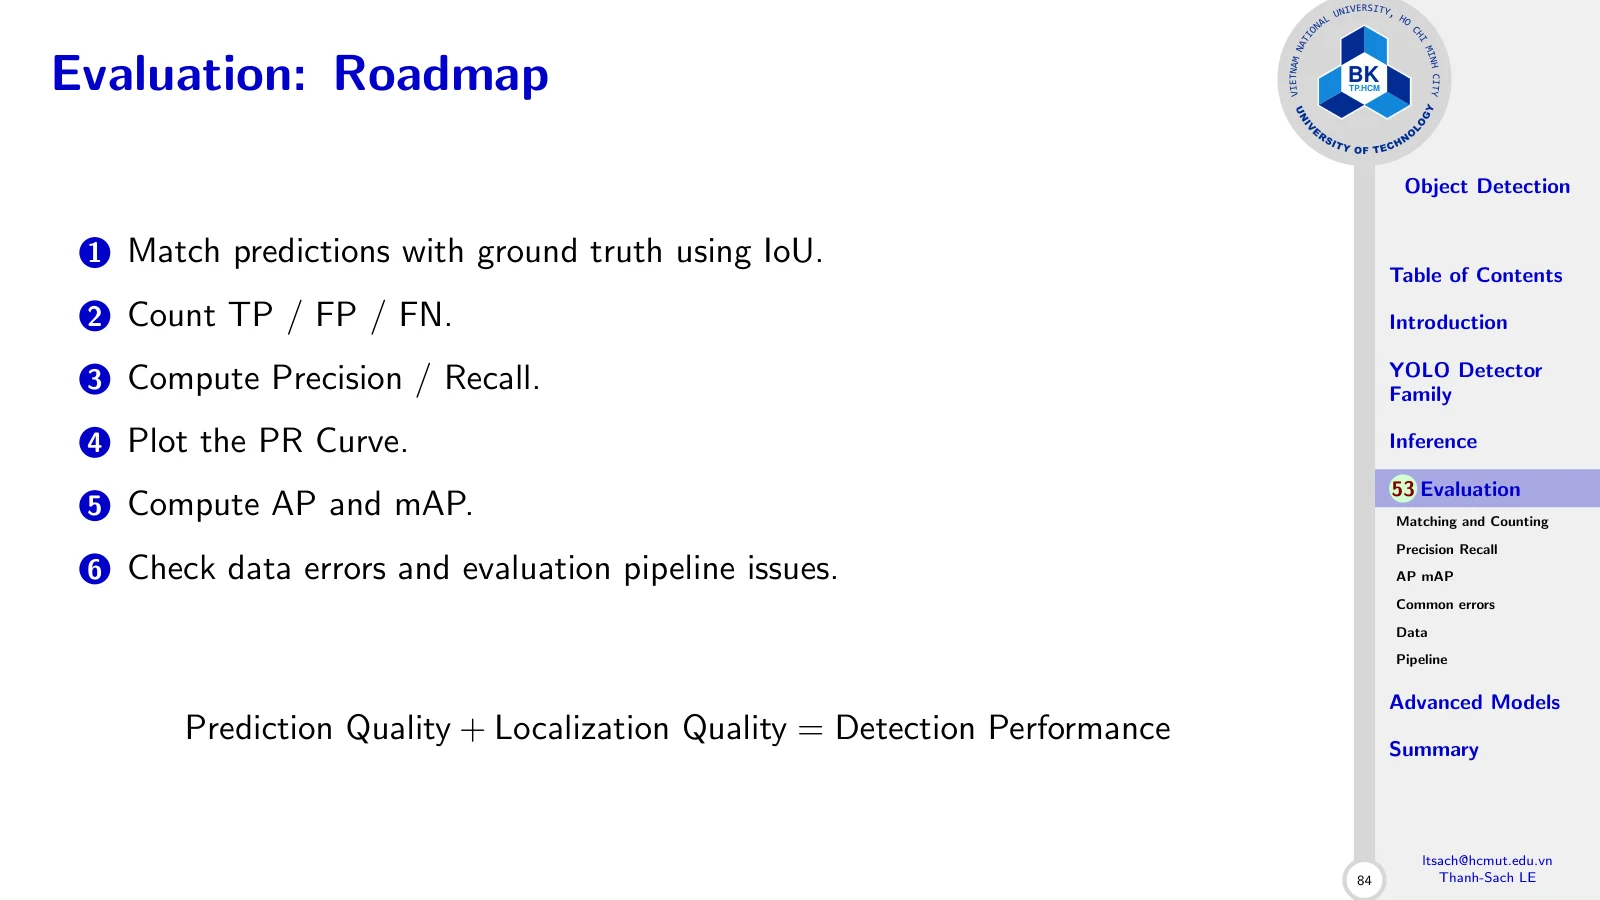 Evaluation: Roadmap
1 Match predictions with ground truth using IoU.
2 Count TP / FP / FN.
3 Compute Precision / Recall.
4 Plot the PR Curve.
5 Compute AP and mAP.
6 Check data errors and evaluation pipeline issues.
Prediction Quality + Localization Quality = Detection Performance
VIETNAM NATIONAL UNIVERSITY, HO CHI MINH CITY
BK
TP.HCM
UNIVERSITY OF TECHNOLOGY
Object Detection
Table of Contents
Introduction
YOLO Detector
Family
Inference
53 Evaluation
Matching and Counting
Precision Recall
AP mAP
Common errors
Data
Pipeline
Advanced Models
Summary
ltsach@hcmut.edu.vn
Thanh-Sach LE
84